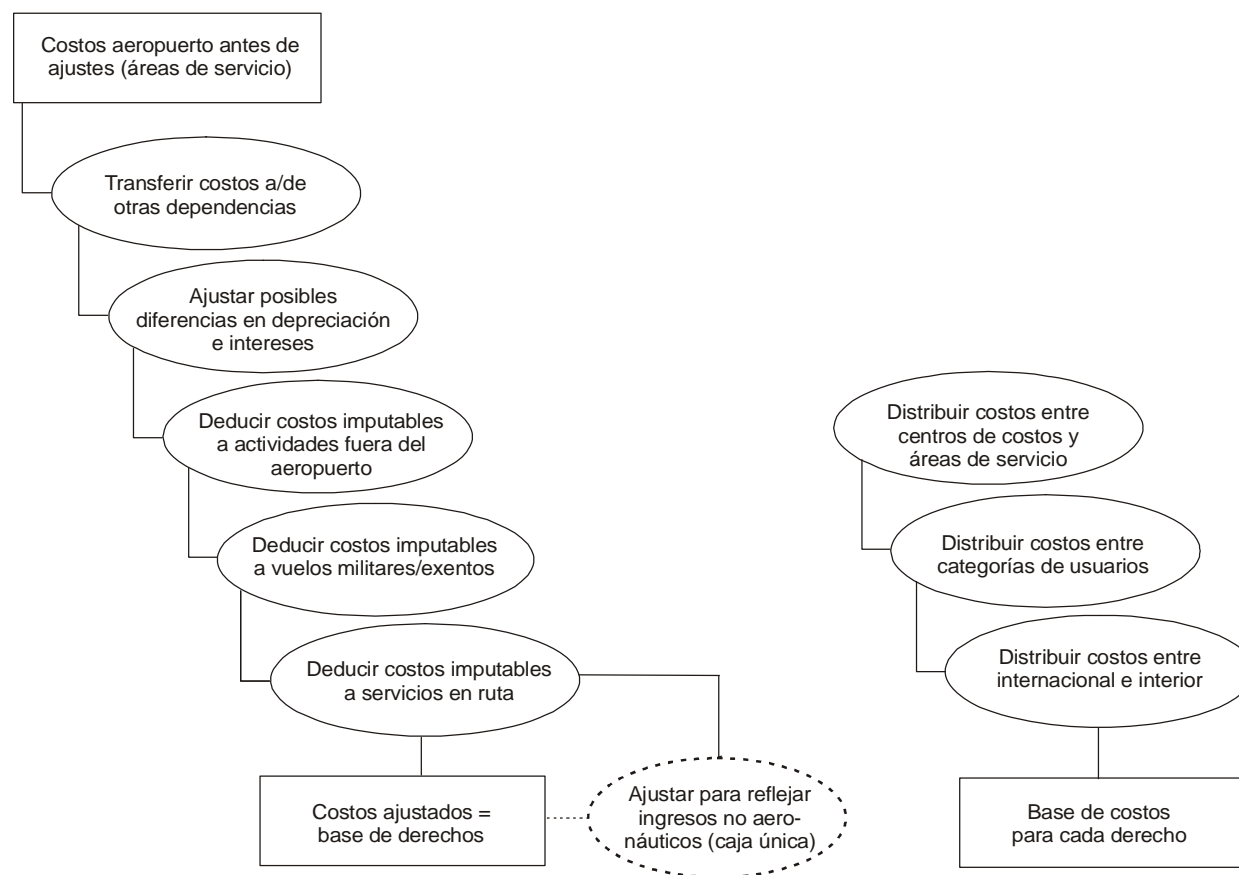 Costos aeropuerto antes de
ajustes (áreas de servicio)
Transferir costos a/de
otras dependencias
Ajustar posibles
diferencias en depreciación
e intereses
Deducir costos imputables
a actividades fuera del
aeropuerto
Deducir costos imputables
a vuelos militares/exentos
Deducir costos imputables
a servicios en ruta
Costos ajustados =
base de derechos
Ajustar para reflejar
ingresos no aero-
náuticos (caja única)
Distribuir costos entre
centros de costos y
áreas de servicio
Distribuir costos entre
categorías de usuarios
Distribuir costos entre
internacional e interior
Base de costos
para cada derecho